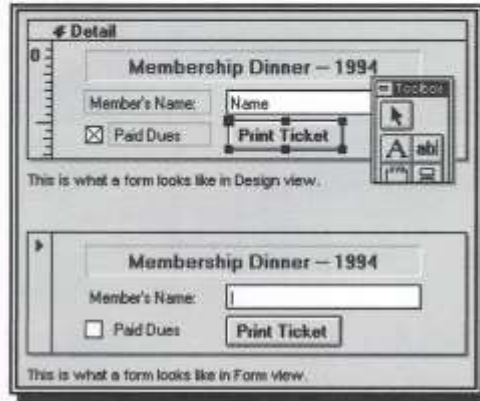 Detail
0
Membership Dinner – 1994
Toolbox
Member's Name: Name
A ab|
Paid Dues Print Ticket
This is what a form looks like in Design view.
Membership Dinner – 1994
Member's Name:
Paid Dues Print Ticket
This is what a form looks like in Form view.